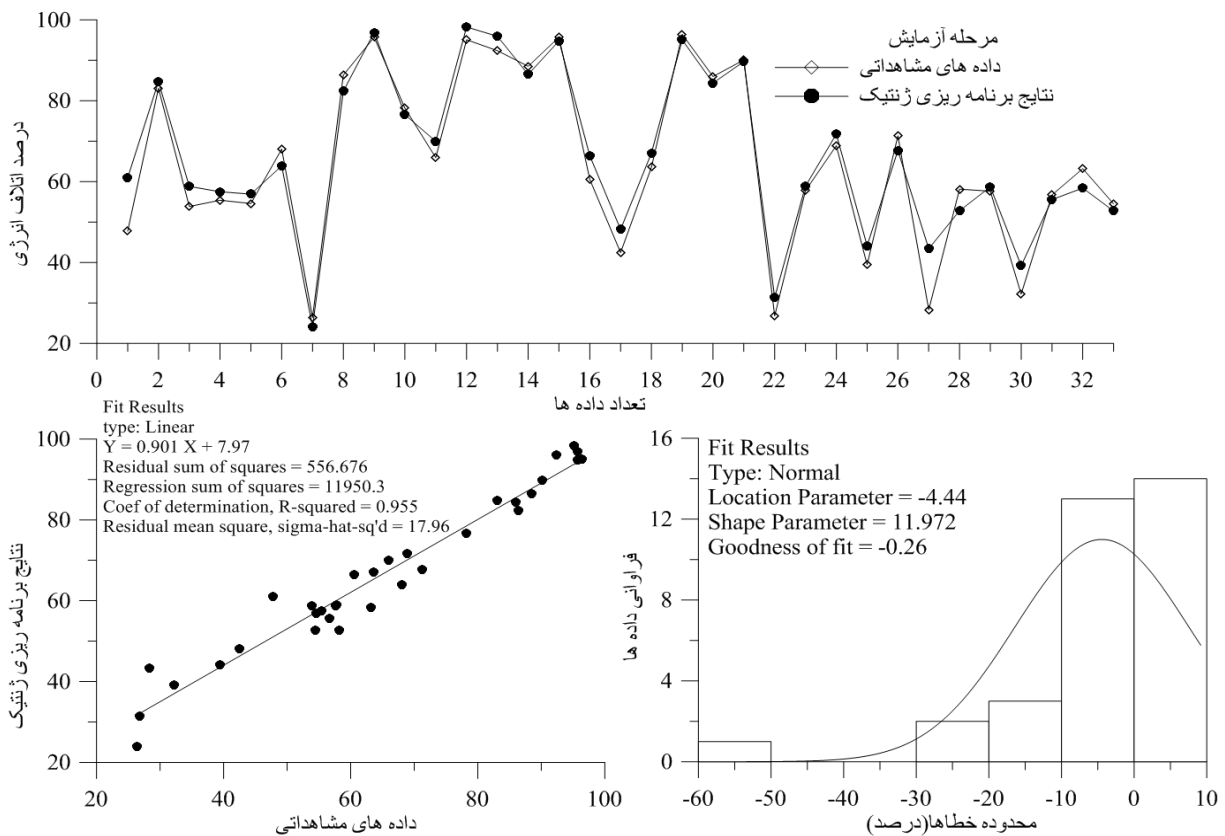 100
80
60
40
20
درصد اتلاف انرژی
مرحله آزمایش
داده های مشاهداتی
نتایج برنامه ریزی ژنتیک
0 2 4 6 8 10 12 14 16 18 20 22 24 26 28 30 32
تعداد داده ها
Fit Results
type: Linear
Y = 0.901 X + 7.97
Residual sum of squares = 556.676
Regression sum of squares = 11950.3
Coef of determination, R-squared = 0.955
Residual mean square, sigma-hat-sq'd = 17.96
100
80
60
40
20
نتایج برنامه ریزی ژنتیک
20 40 60 80 100
داده های مشاهداتی
Fit Results
Type: Normal
Location Parameter = -4.44
Shape Parameter = 11.972
Goodness of fit = -0.26
16
12
8
4
0
فراوانی داده ها
-60 -50 -40 -30 -20 -10 0 10
محدوده خطاها(درصد)